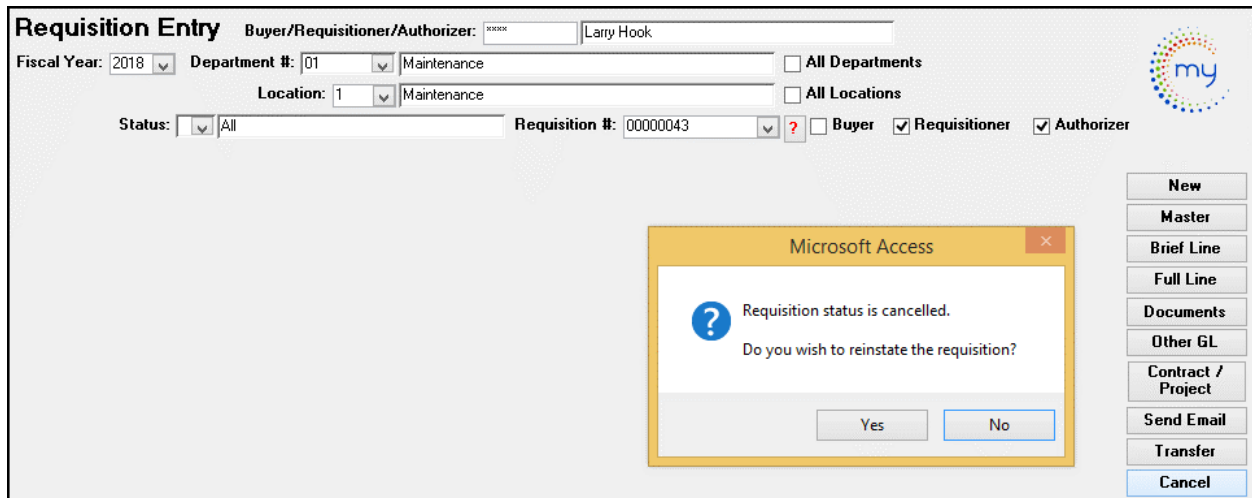 Requisition Entry Buyer/Requisitioner/Authorizer: **** Larry Hook
Fiscal Year: 2018 Department #: 01 Maintenance All Departments
Location: 1 Maintenance All Locations
Status: All Requisition #: 00000043 ? Buyer Requisitioner Authorizer
my
New
Master
Brief Line
Full Line
Documents
Other GL
Contract /
Project
Send Email
Transfer
Cancel
Microsoft Access
×
?
Requisition status is cancelled.
Do you wish to reinstate the requisition?
Yes No